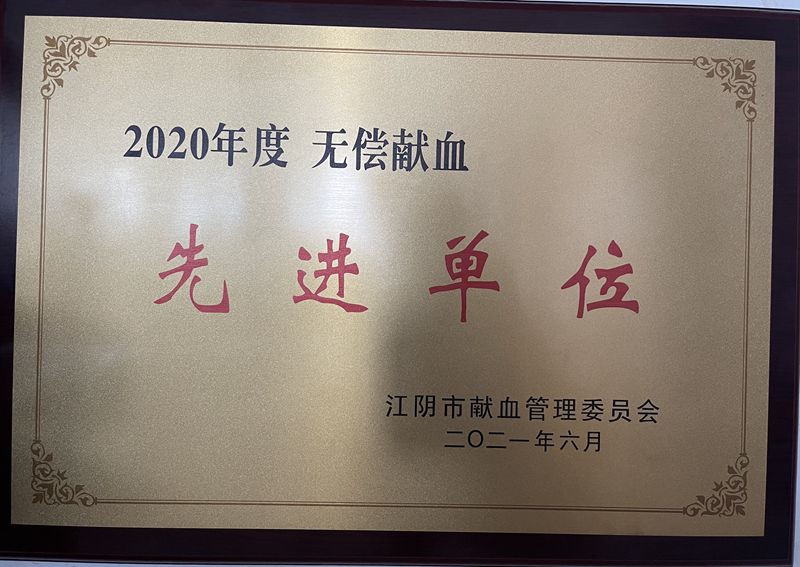 2020年度 无偿献血
先进单位
江阴市献血管理委员会
二〇二一年六月